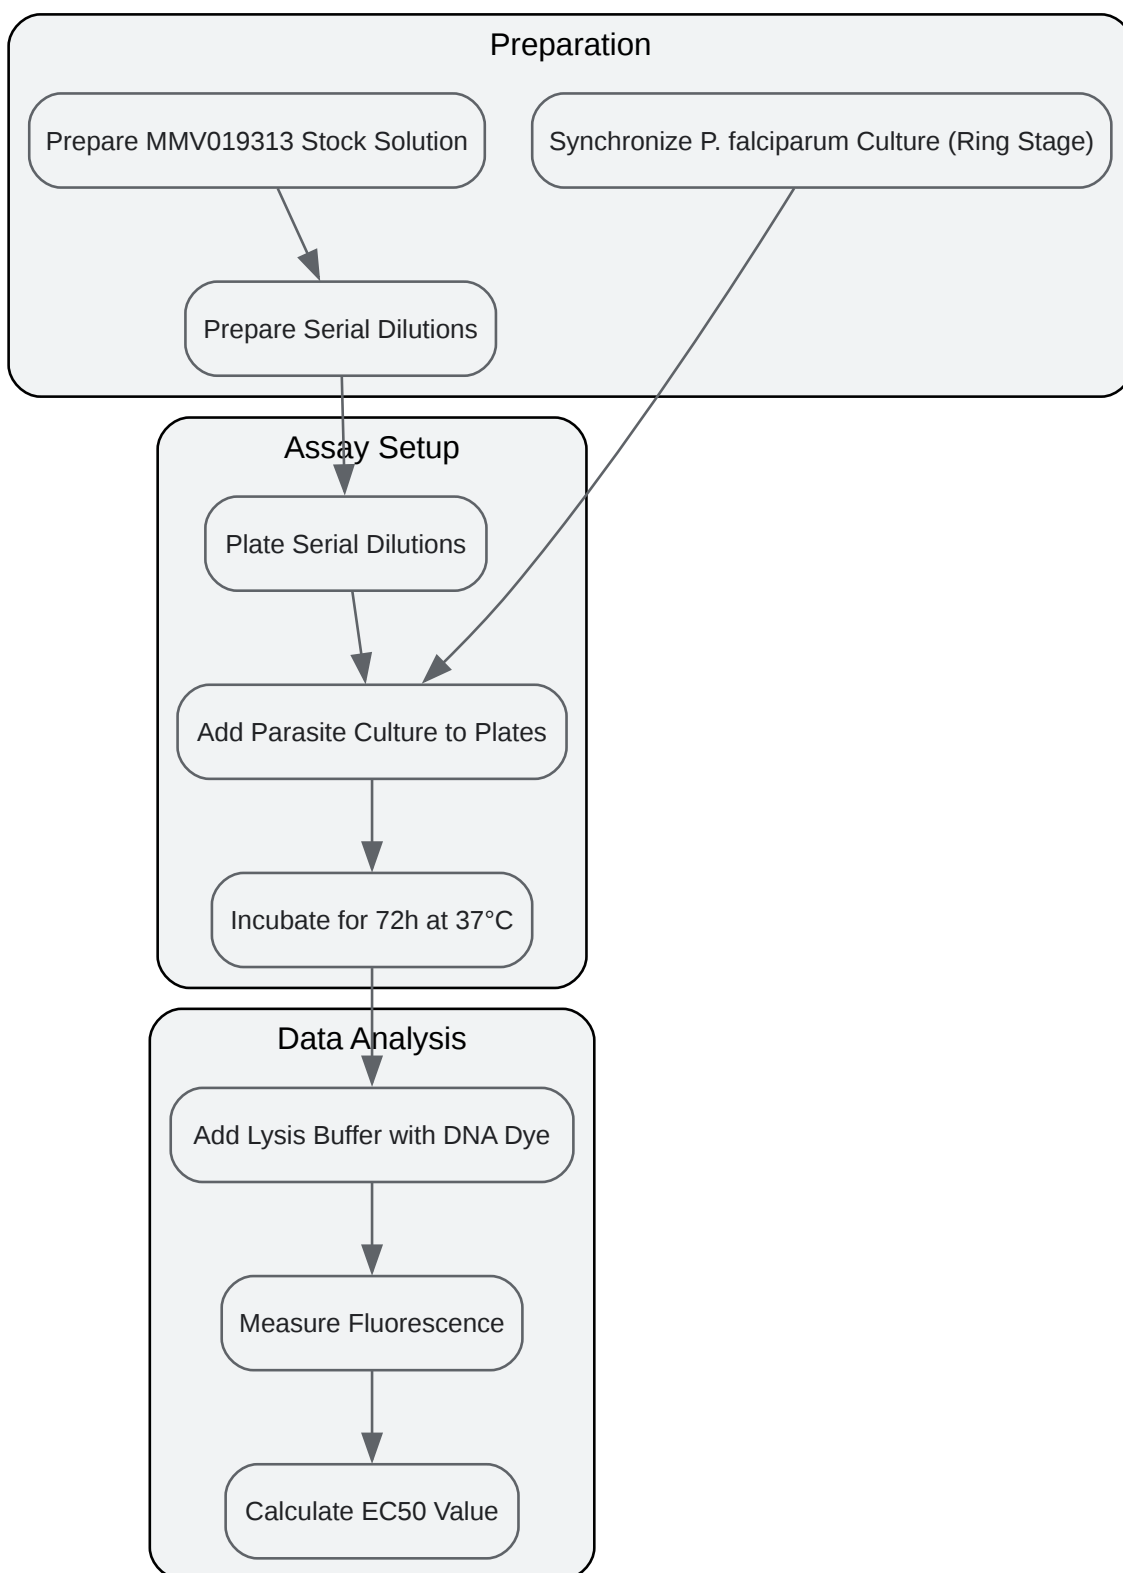 Preparation
Prepare MMV019313 Stock Solution
Synchronize P. falciparum Culture (Ring Stage)
Prepare Serial Dilutions
Assay Setup
Plate Serial Dilutions
Add Parasite Culture to Plates
Incubate for 72h at 37°C
Data Analysis
Add Lysis Buffer with DNA Dye
Measure Fluorescence
Calculate EC50 Value